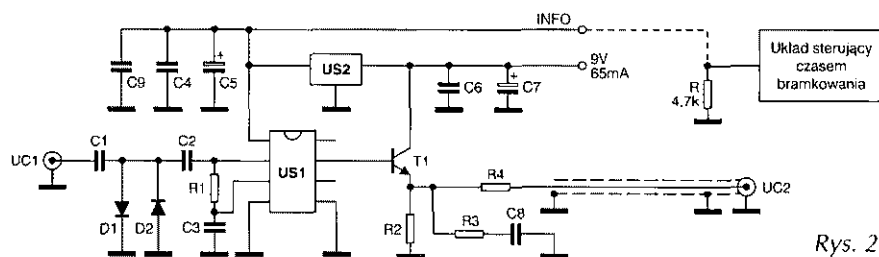 INFO
9V
65mA
Układ sterujący
czasem
bramkowania
R
4,7k
C9
C4
C5
+
US2
C6
+
C7
UC1
C1
C2
R1
US1
T1
R4
UC2
D1
D2
C3
R2
R3
C8
Rys. 2